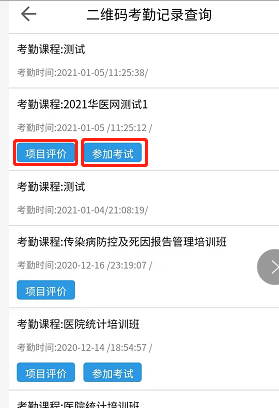 二维码考勤记录查询
考勤课程:测试
考勤时间:2021-01-05/11:25:38/
考勤课程:2021华医网测试1
考勤时间:2021-01-05 /11:25:12 /
项目评价 参加考试
考勤课程:测试
考勤时间:2021-01-04/21:08:19/
考勤课程:传染病防控及死因报告管理培训班
考勤时间:2020-12-16 /23:19:07 /
项目评价
考勤课程:医院统计培训班
考勤时间:2020-12-14 /18:54:57 /
项目评价 参加考试
考勤课程:医院统计培训班